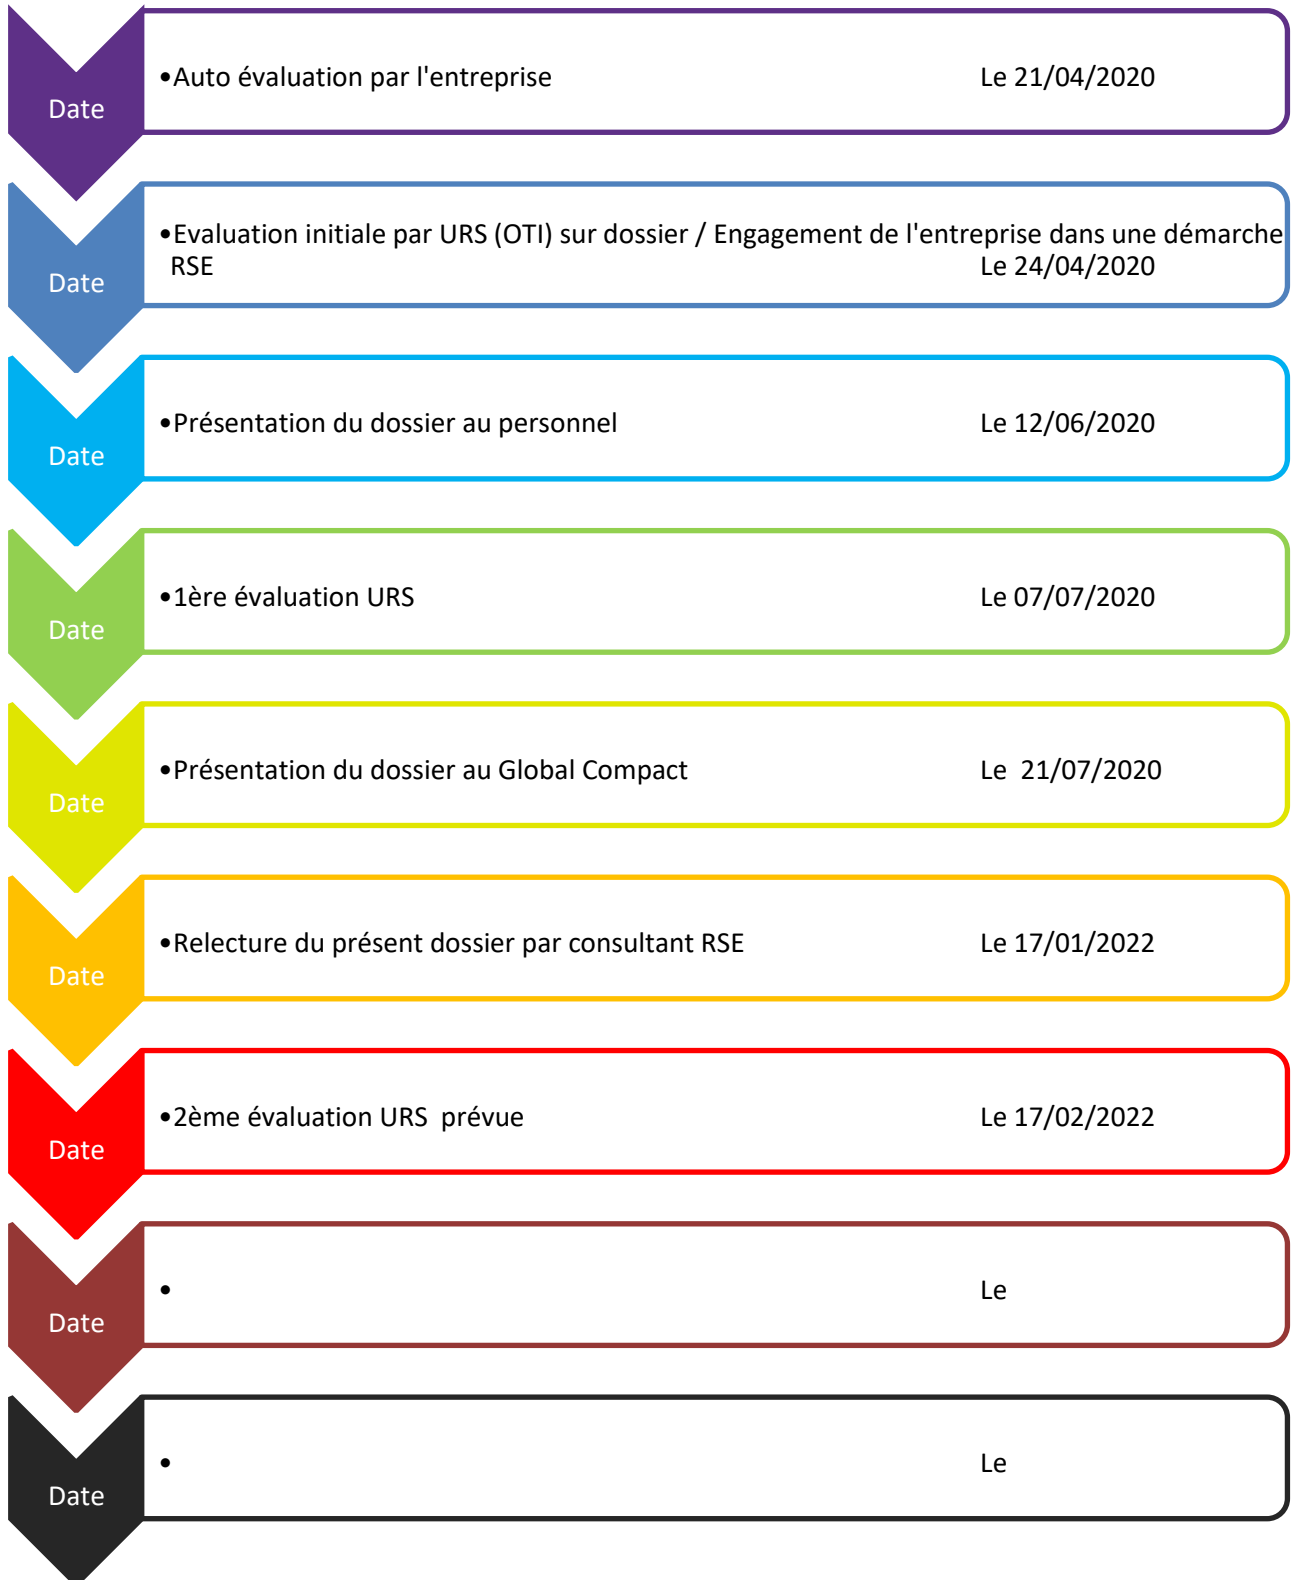 Date
•Auto évaluation par l'entreprise Le 21/04/2020
Date
•Evaluation initiale par URS (OTI) sur dossier / Engagement de l'entreprise dans une démarche
RSE Le 24/04/2020
Date
•Présentation du dossier au personnel Le 12/06/2020
Date
•1ère évaluation URS Le 07/07/2020
Date
•Présentation du dossier au Global Compact Le 21/07/2020
Date
•Relecture du présent dossier par consultant RSE Le 17/01/2022
Date
•2ème évaluation URS prévue Le 17/02/2022
Date
• Le
Date
• Le
Date